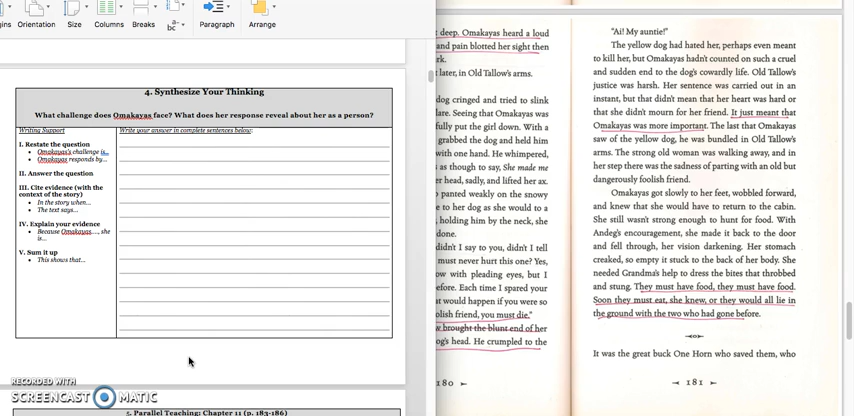 Orientation Size Columns Breaks Paragraph Arrange
4. Synthesize Your Thinking
What challenge does Omakayas face? What does her response reveal about her as a person?
Writing Support
I. Restate the question
• Omakayas's challenge is...
• Omakayas responds by...
II. Answer the question
III. Cite evidence (with the
context of the story)
• In the story when...
• The text says...
IV. Explain your evidence
• Because Omakayas..., she
is...
V. Sum it up
• This shows that...
Write your answer in complete sentences below:
5. Parallel Teaching: Chapter 11 (p. 183-186)
RECORDED WITH
SCREENCAST MATIC
deep. Omakayas heard a loud
and pain blotted her sight then
rk.
later, in Old Tallow's arms.
dog cringed and tried to slink
lare. Seeing that Omakayas was
fully put the girl down. With a
grabbed the dog and held him
with one hand. He whimpered,
s as though to say, She made me
er head, sadly, and lifted her ax.
panted weakly on the snowy
e to her dog as she would to a
, holding him by the neck, she
done.
didn't I say to you, didn't I tell
must never hurt this one? Yes,
ow with pleading eyes, but I
efore. Each time I spared your
at would happen if you were so
olish friend, you must die."
w brought the blunt end of her
og's head. He crumpled to the
180
"Ai! My auntie!"
The yellow dog had hated her, perhaps even meant
to kill her, but Omakayas hadn't counted on such a cruel
and sudden end to the dog's cowardly life. Old Tallow's
justice was harsh. Her sentence was carried out in an
instant, but that didn't mean that her heart was hard or
that she didn't mourn for her friend. It just meant that
Omakayas was more important. The last that Omakayas
saw of the yellow dog, he was bundled in Old Tallow's
arms. The strong old woman was walking away, and in
her step there was the sadness of parting with an old but
dangerously foolish friend.
Omakayas got slowly to her feet, wobbled forward,
and knew that she would have to return to the cabin.
She still wasn't strong enough to hunt for food. With
Andeg's encouragement, she made it back to the door
and fell through, her vision darkening. Her stomach
creaked, so empty it stuck to the back of her body. She
needed Grandma's help to dress the bites that throbbed
and stung. They must have food, they must have food.
Soon they must eat, she knew, or they would all lie in
the ground with the two who had gone before.
It was the great buck One Horn who saved them, who
181